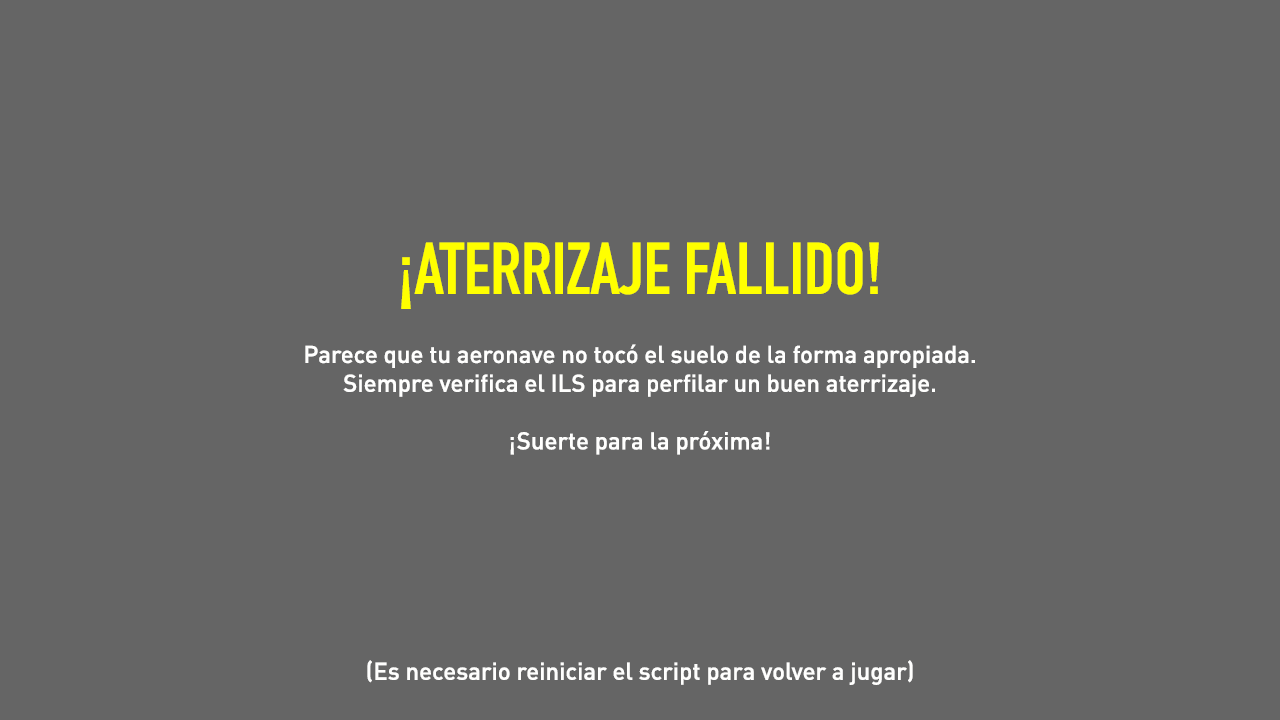 ¡ATERRIZAJE FALLIDO!
Parece que tu aeronave no tocó el suelo de la forma apropiada.
Siempre verifica el ILS para perfilar un buen aterrizaje.
¡Suerte para la próxima!
(Es necesario reiniciar el script para volver a jugar)